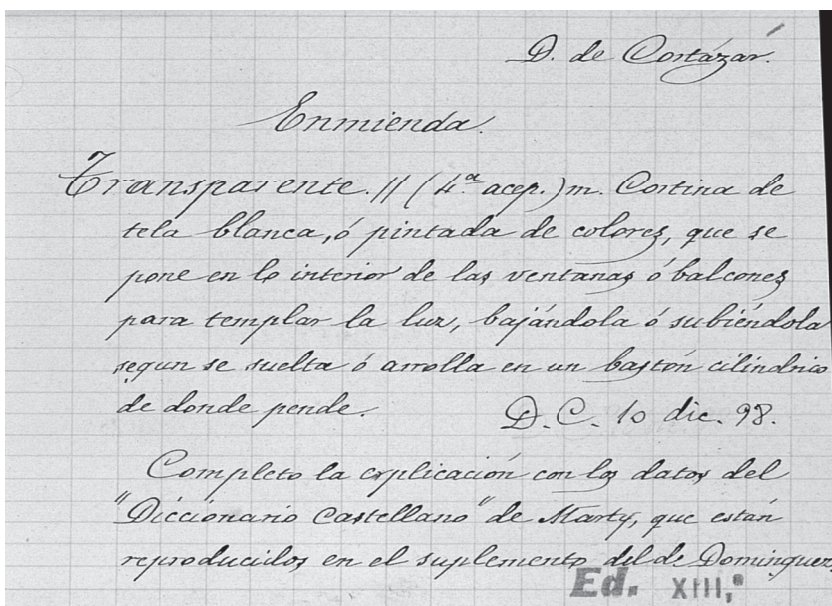 D. de Cortázar.
Enmienda.
Transparente. || (4.ª acep.) m. Cortina de
tela blanca, ó pintada de colores, que se
pone en lo interior de las ventanas ó balcones
para templar la luz, bajándola ó subiéndola
segun se suelta ó arrolla en un bastón cilindrico
de donde pende. D. C. 10 dic. 98.
Completo la explicación con los datos del
"Diccionario Castellano" de Marty, que están
reproducidos en el suplemento del de Dominguez,
Ed. XIII,ª